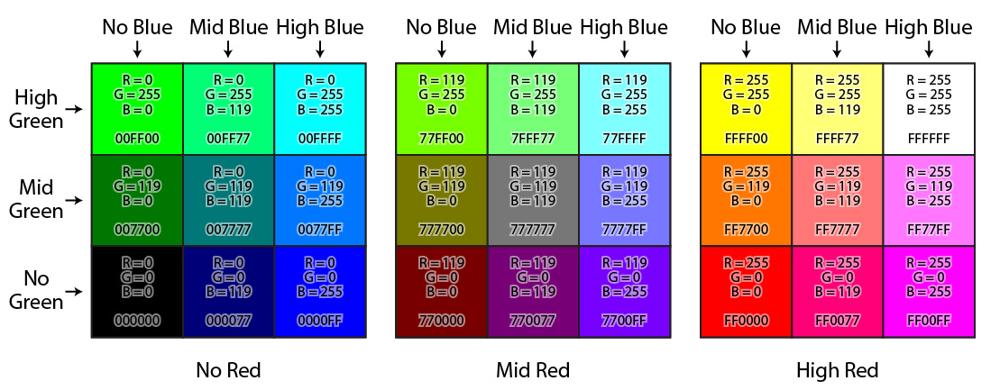 No Blue Mid Blue High Blue No Blue Mid Blue High Blue No Blue Mid Blue High Blue
High
Green
R = 0
G = 255
B = 0
00FF00
R = 0
G = 255
B = 119
00FF77
R = 0
G = 255
B = 255
00FFFF
R = 119
G = 255
B = 0
77FF00
R = 119
G = 255
B = 119
7FFF77
R = 119
G = 255
B = 255
77FFFF
R = 255
G = 255
B = 0
FFFF00
R = 255
G = 255
B = 119
FFFF77
R = 255
G = 255
B = 255
FFFFFF
Mid
Green
R = 0
G = 119
B = 0
007700
R = 0
G = 119
B = 119
007777
R = 0
G = 119
B = 255
0077FF
R = 119
G = 119
B = 0
777700
R = 119
G = 119
B = 119
777777
R = 119
G = 119
B = 255
7777FF
R = 255
G = 119
B = 0
FF7700
R = 255
G = 119
B = 119
FF7777
R = 255
G = 119
B = 255
FF77FF
No
Green
R = 0
G = 0
B = 0
000000
R = 0
G = 0
B = 119
000077
R = 0
G = 0
B = 255
0000FF
R = 119
G = 0
B = 0
770000
R = 119
G = 0
B = 119
770077
R = 119
G = 0
B = 255
7700FF
R = 255
G = 0
B = 0
FF0000
R = 255
G = 0
B = 119
FF0077
R = 255
G = 0
B = 255
FF00FF
No Red Mid Red High Red